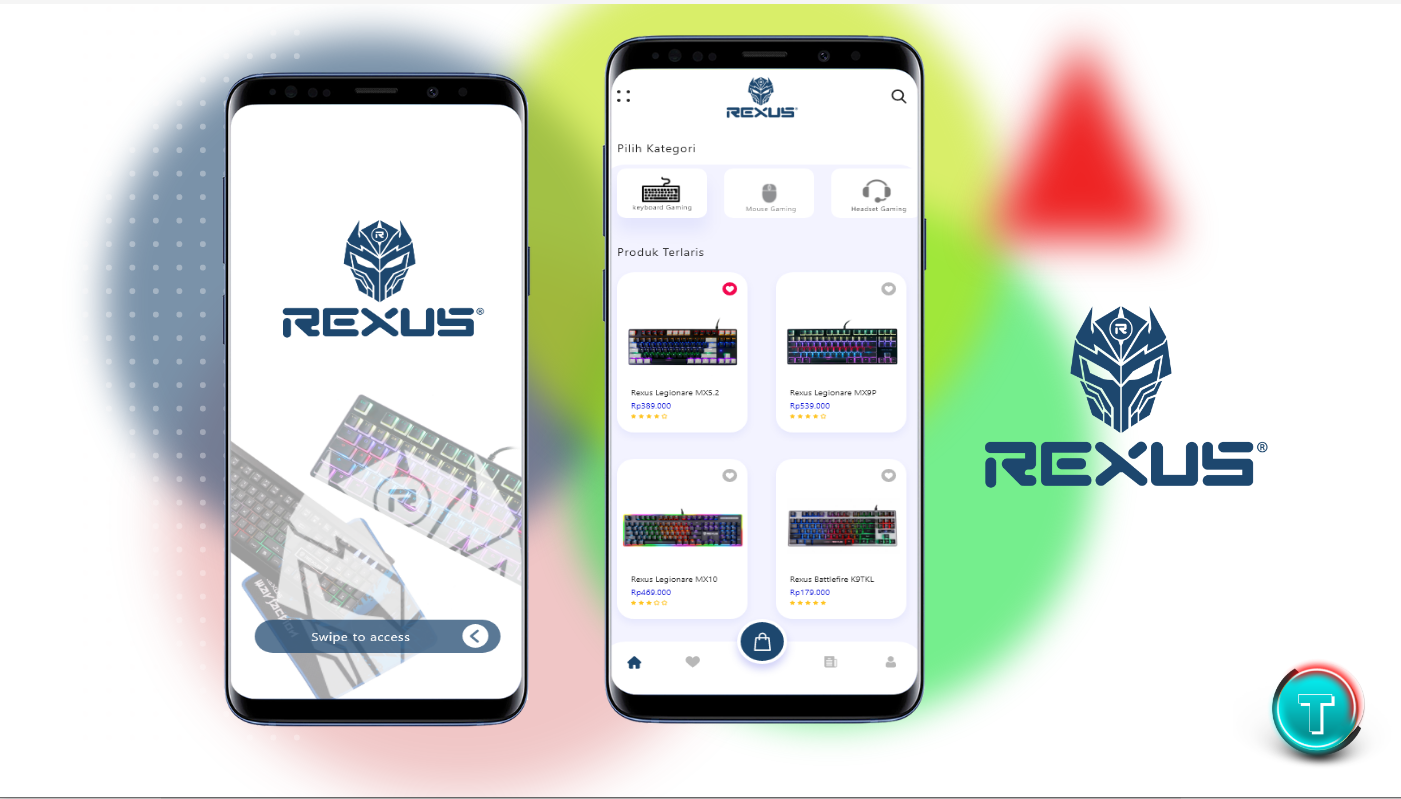 REXUS®
Swipe to access
REXUS®
Pilih Kategori
keyboard Gaming
Mouse Gaming
Headset Gaming
Produk Terlaris
Rexus Legionare MX5.2
Rp389.000
Rexus Legionare MX9P
Rp539.000
Rexus Legionare MX10
Rp469.000
Rexus Battlefire K9TKL
Rp179.000
R
REXUS®
T